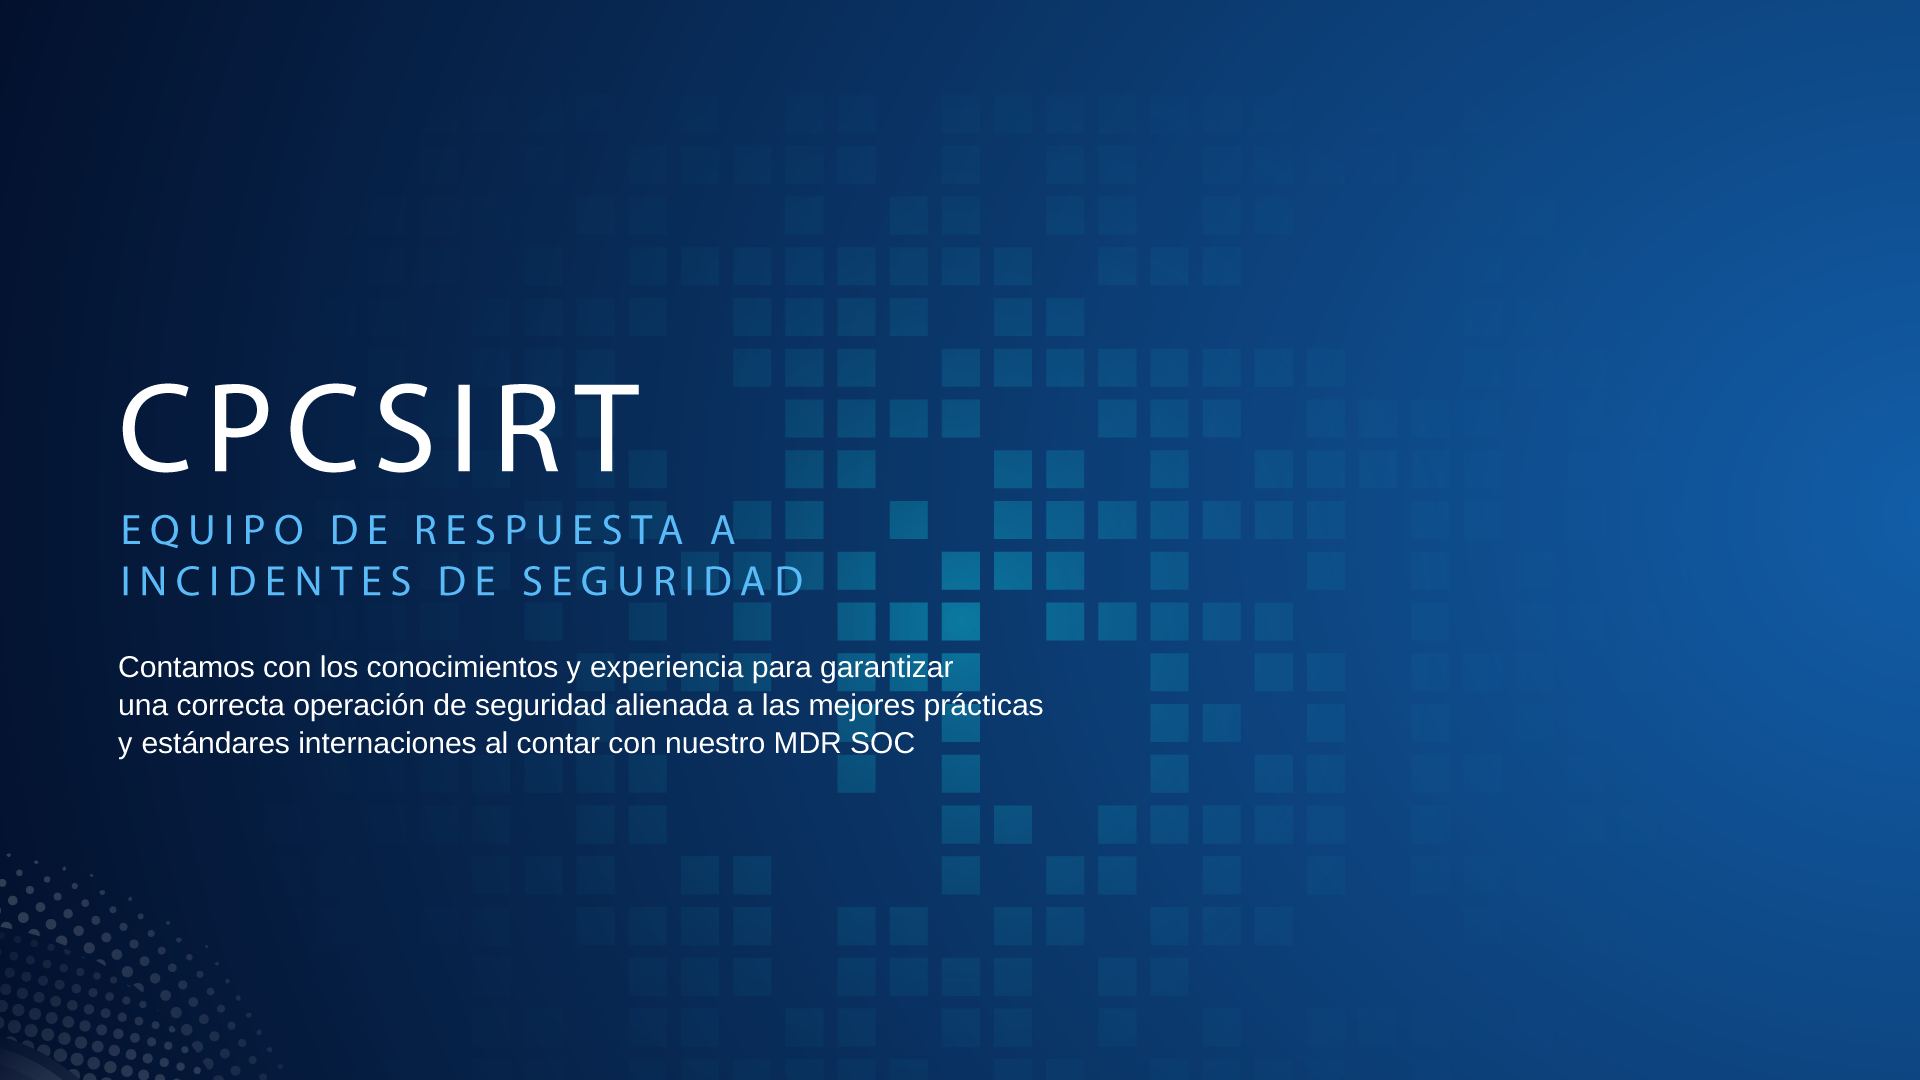 CPCSIRT
EQUIPO DE RESPUESTA A
INCIDENTES DE SEGURIDAD
Contamos con los conocimientos y experiencia para garantizar
una correcta operación de seguridad alienada a las mejores prácticas
y estándares internaciones al contar con nuestro MDR SOC